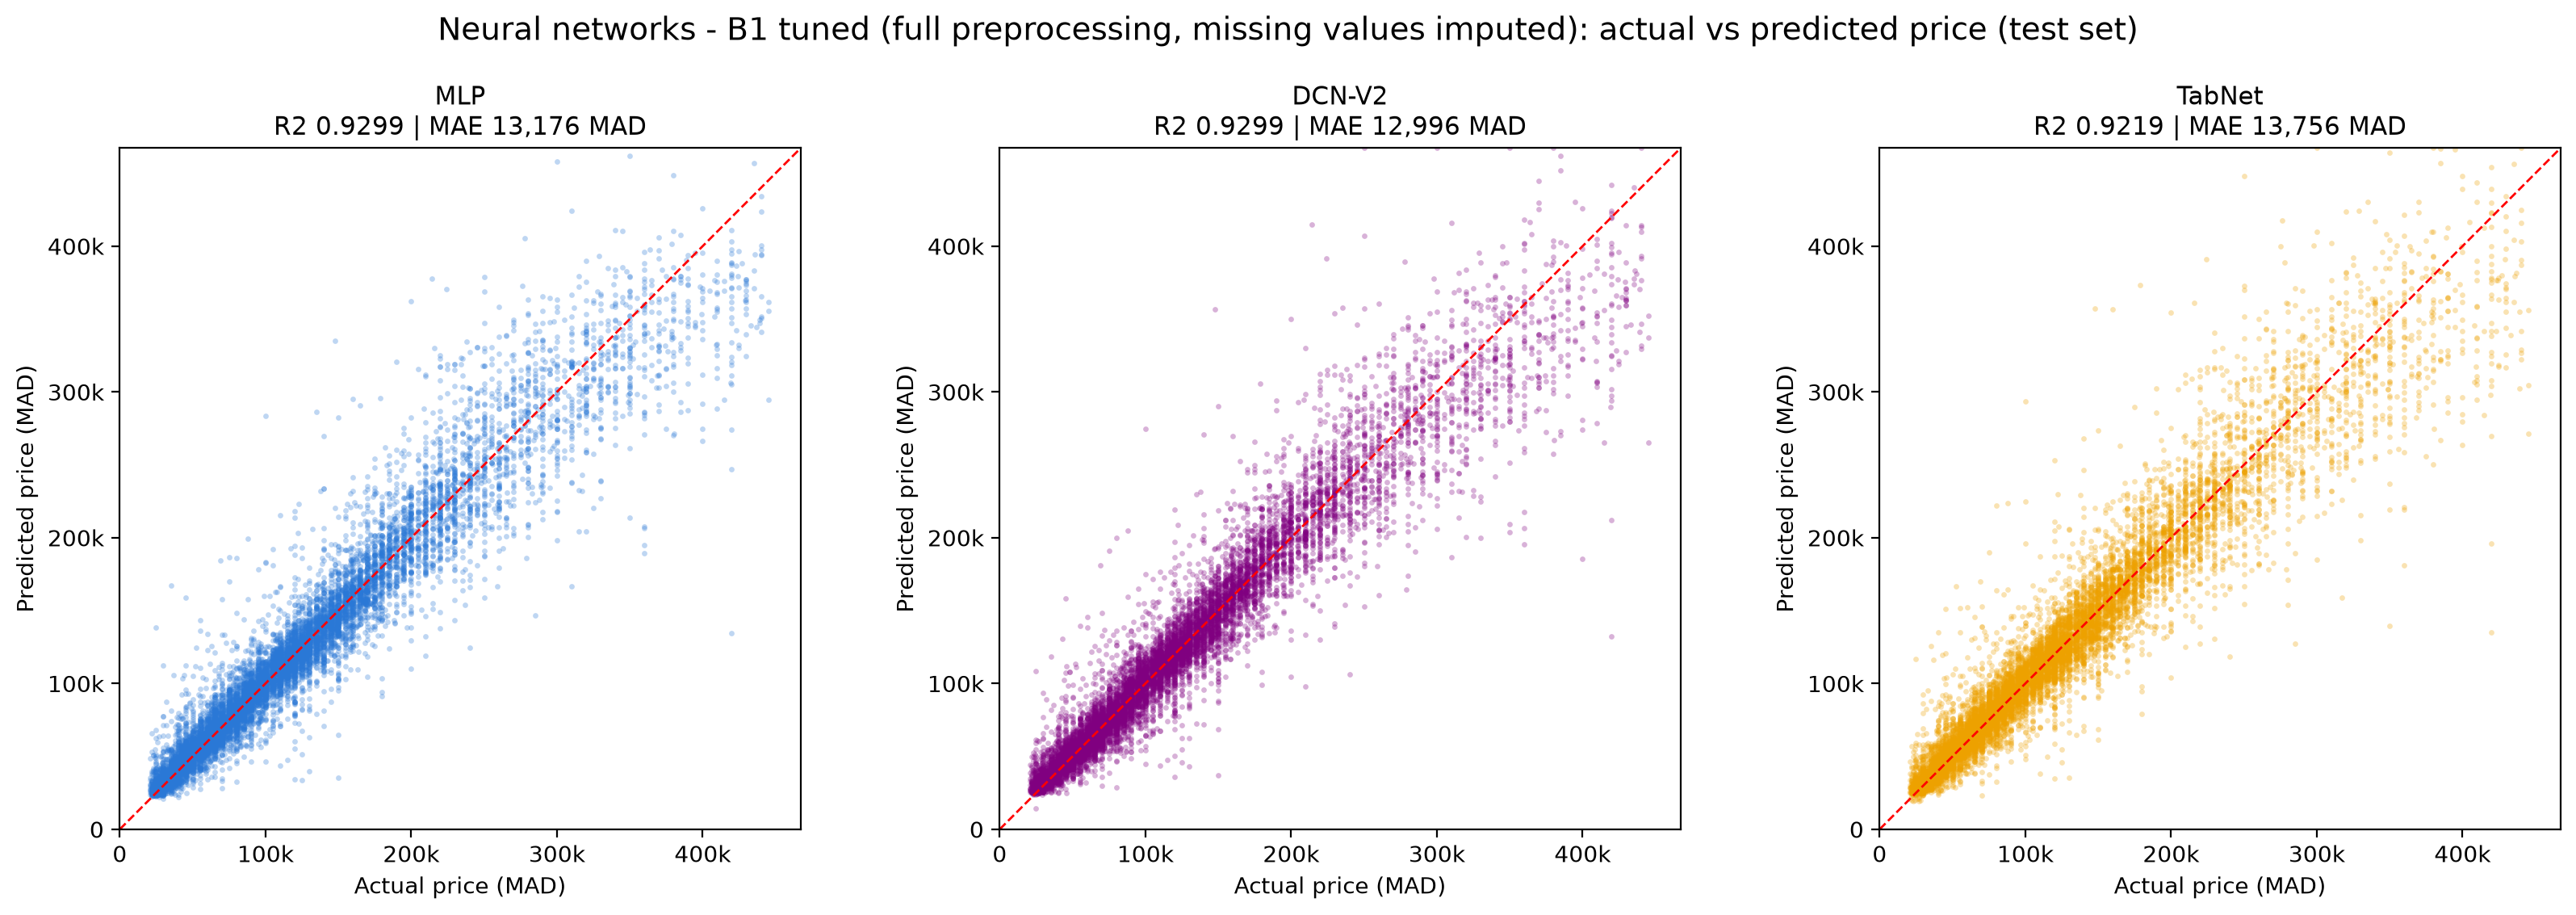 Neural networks - B1 tuned (full preprocessing, missing values imputed): actual vs predicted price (test set)
MLP
R2 0.9299 | MAE 13,176 MAD
400k
300k
200k
100k
0
Predicted price (MAD)
0 100k 200k 300k 400k
Actual price (MAD)
DCN-V2
R2 0.9299 | MAE 12,996 MAD
400k
300k
200k
100k
0
Predicted price (MAD)
0 100k 200k 300k 400k
Actual price (MAD)
TabNet
R2 0.9219 | MAE 13,756 MAD
400k
300k
200k
100k
0
Predicted price (MAD)
0 100k 200k 300k 400k
Actual price (MAD)